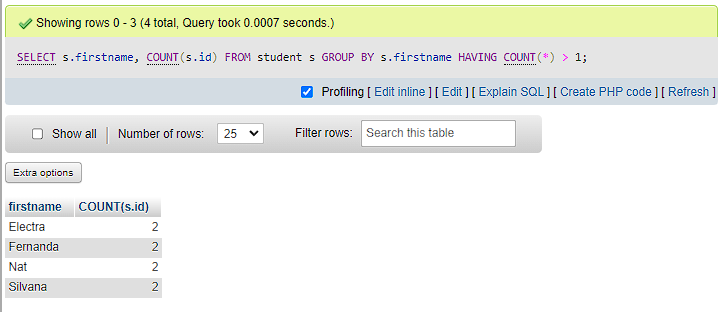 Showing rows 0 - 3 (4 total, Query took 0.0007 seconds.)
SELECT s.firstname, COUNT(s.id) FROM student s GROUP BY s.firstname HAVING COUNT(*) > 1;
Profiling [ Edit inline ] [ Edit ] [ Explain SQL ] [ Create PHP code ] [ Refresh ]
Show all Number of rows: 25 Filter rows: Search this table
Extra options
firstname COUNT(s.id)
Electra 2
Fernanda 2
Nat 2
Silvana 2